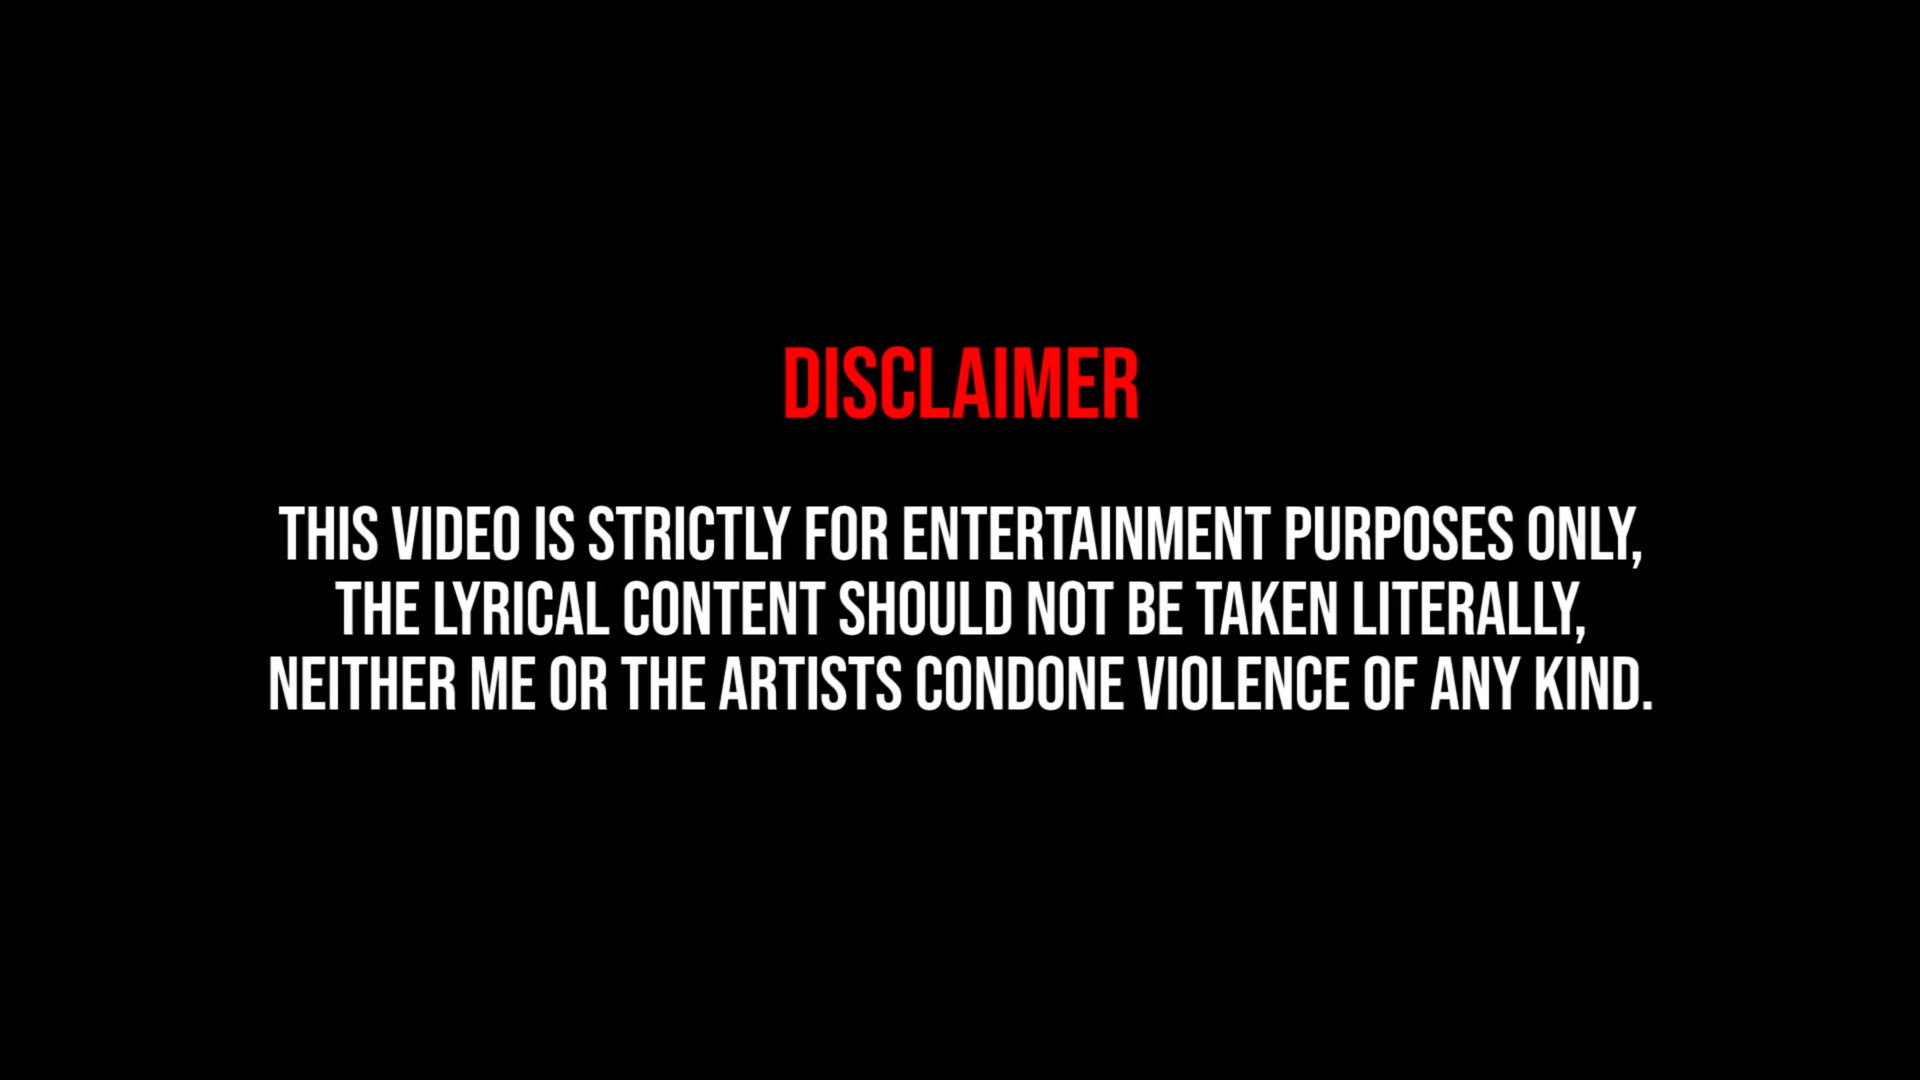 DISCLAIMER
THIS VIDEO IS STRICTLY FOR ENTERTAINMENT PURPOSES ONLY,
THE LYRICAL CONTENT SHOULD NOT BE TAKEN LITERALLY,
NEITHER ME OR THE ARTISTS CONDONE VIOLENCE OF ANY KIND.